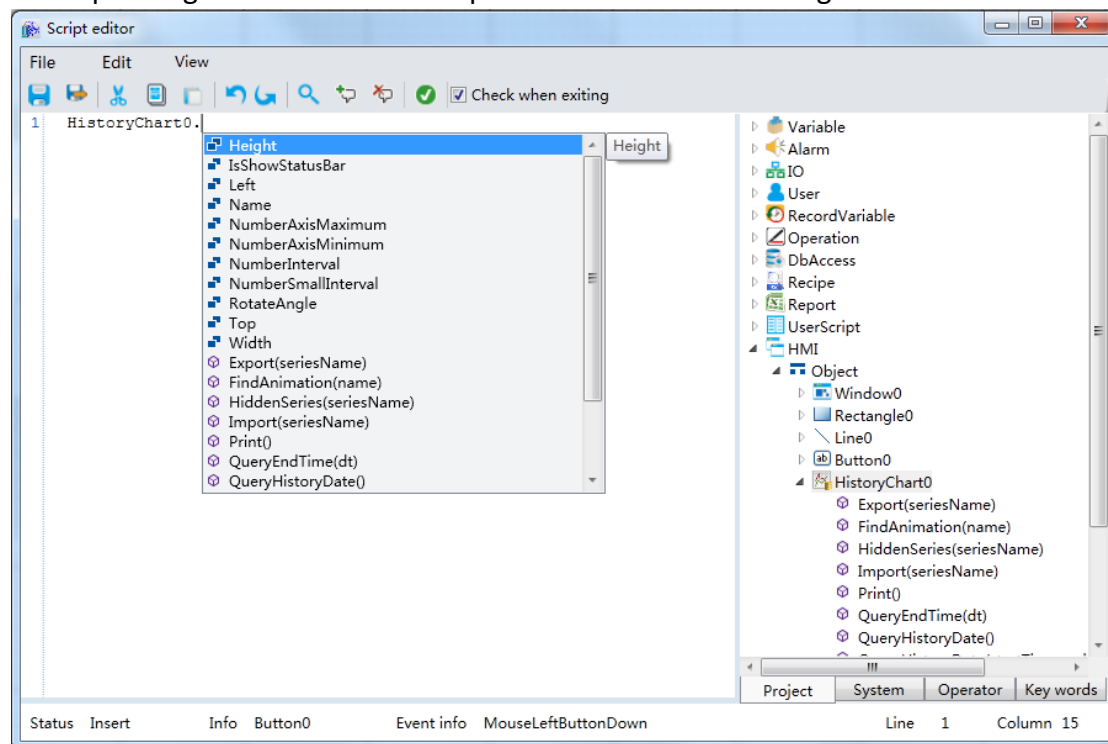 Script editor
File Edit View
Check when exiting
1 HistoryChart0.
Height
IsShowStatusBar
Left
Name
NumberAxisMaximum
NumberAxisMinimum
NumberInterval
NumberSmallInterval
RotateAngle
Top
Width
Export(seriesName)
FindAnimation(name)
HiddenSeries(seriesName)
Import(seriesName)
Print()
QueryEndTime(dt)
QueryHistoryDate()
Height
Variable
Alarm
IO
User
RecordVariable
Operation
DbAccess
Recipe
Report
UserScript
HMI
Object
Window0
Rectangle0
Line0
ab Button0
HistoryChart0
Export(seriesName)
FindAnimation(name)
HiddenSeries(seriesName)
Import(seriesName)
Print()
QueryEndTime(dt)
QueryHistoryDate()
Project System Operator Key words
Status Insert Info Button0 Event info MouseLeftButtonDown Line 1 Column 15